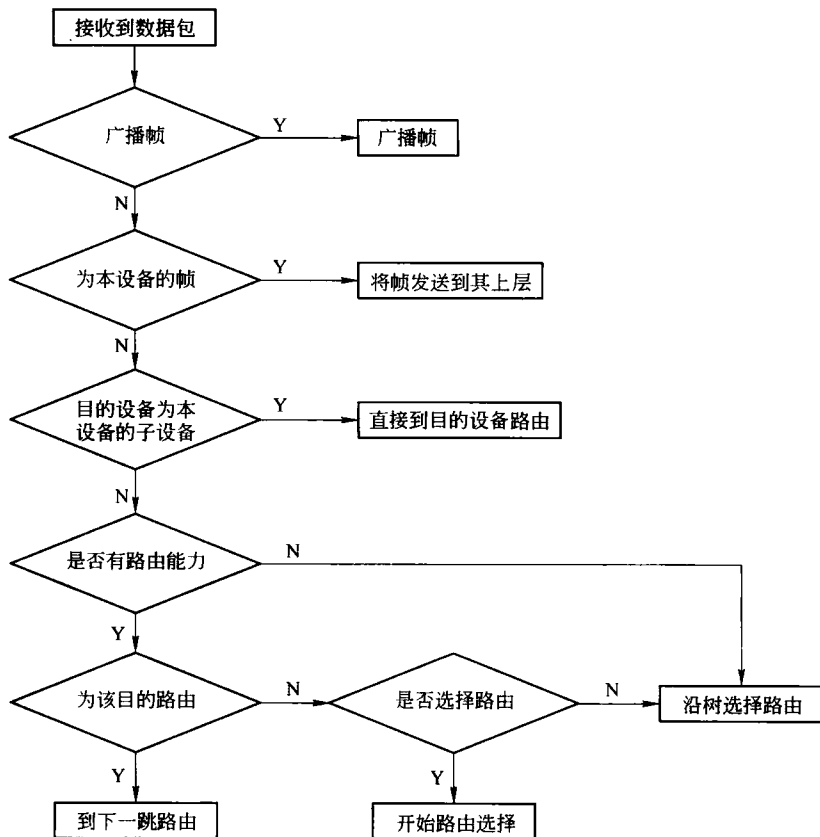 接收到数据包
广播帧
Y
广播帧
N
为本设备的帧
Y
将帧发送到其上层
N
目的设备为本
设备的子设备
Y
直接到目的设备路由
N
是否有路由能力
N
Y
为该目的路由
N
是否选择路由
N
沿树选择路由
Y
Y
到下一跳路由
开始路由选择